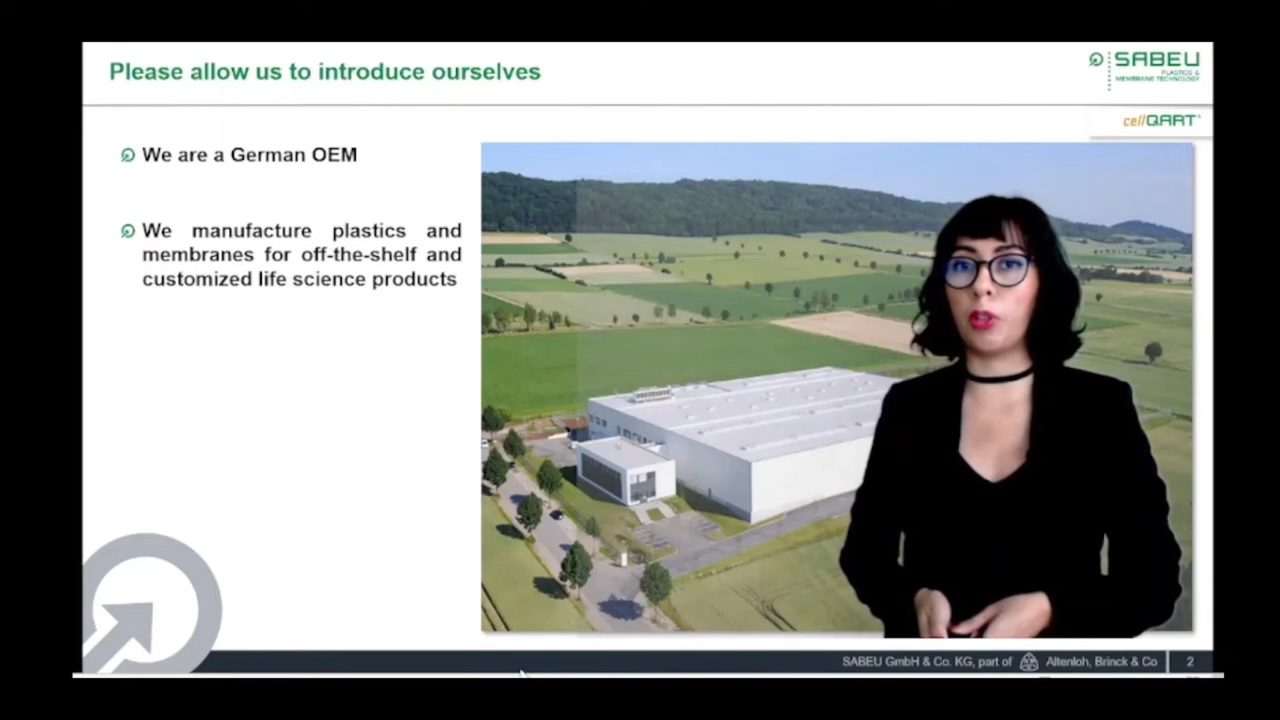 Please allow us to introduce ourselves
SABEU
PLASTICS &
MEMBRANE TECHNOLOGY
cellQART
We are a German OEM
We manufacture plastics and
membranes for off-the-shelf and
customized life science products
SABEU GmbH & Co. KG, part of Altenloh, Brinck & Co 2